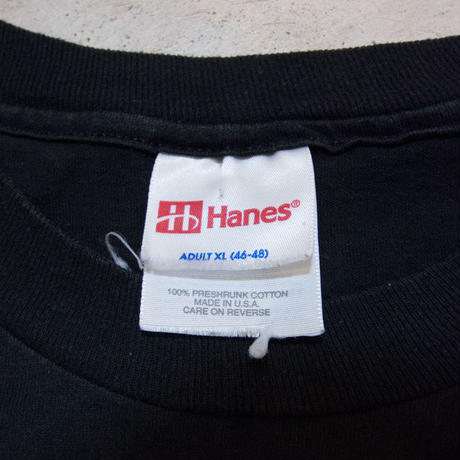 H Hanes®
ADULT XL (46-48)
100% PRESHRUNK COTTON
MADE IN U.S.A.
CARE ON REVERSE